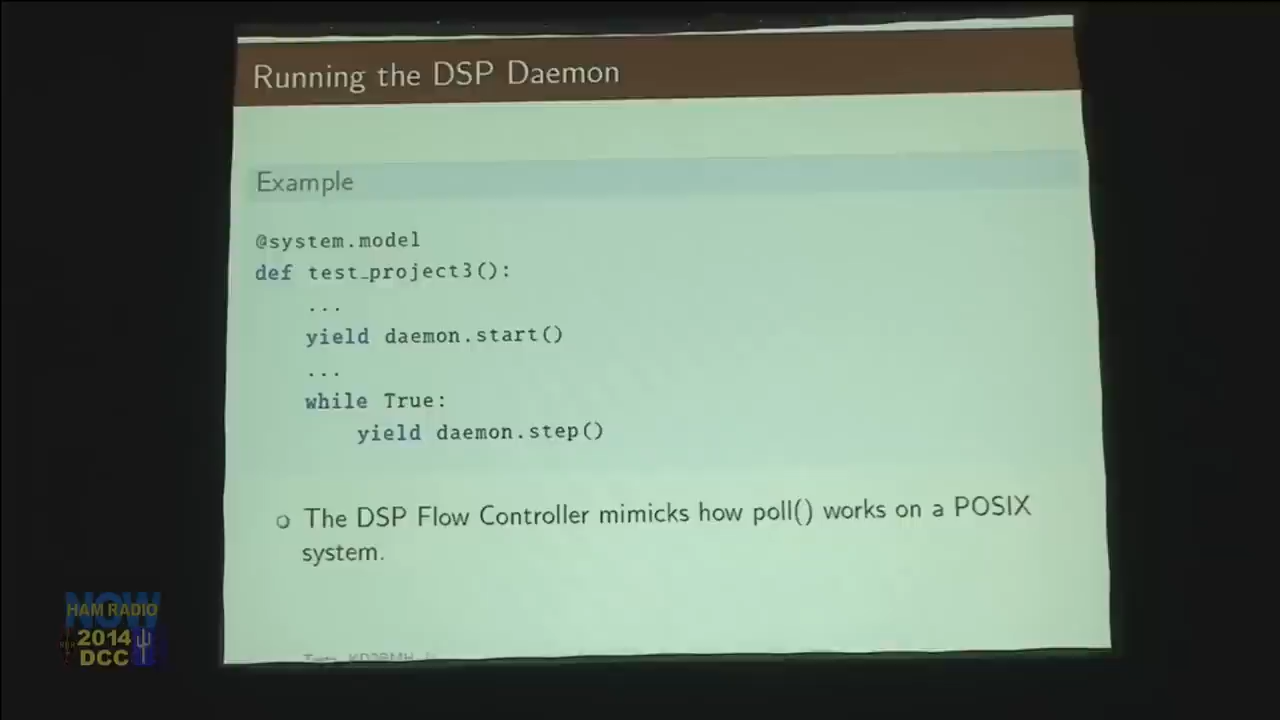 Running the DSP Daemon
Example
@system.model
def test_project3():
...
yield daemon.start()
...
while True:
yield daemon.step()
The DSP Flow Controller mimicks how poll() works on a POSIX
system.
NOW
HAM RADIO
2014
DCC